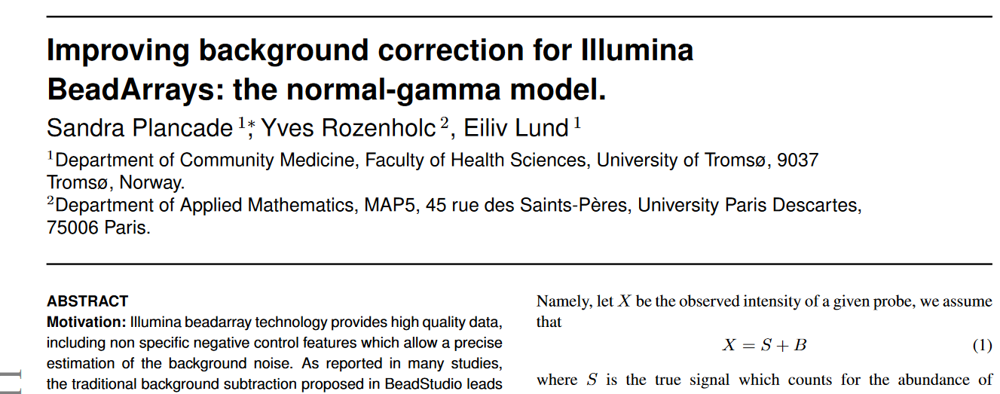 Improving background correction for Illumina
BeadArrays: the normal-gamma model.
Sandra Plancade ¹*, Yves Rozenholc ², Eiliv Lund ¹
¹Department of Community Medicine, Faculty of Health Sciences, University of Tromsø, 9037
Tromsø, Norway.
²Department of Applied Mathematics, MAP5, 45 rue des Saints-Pères, University Paris Descartes,
75006 Paris.
ABSTRACT
Motivation: Illumina beadarray technology provides high quality data,
including non specific negative control features which allow a precise
estimation of the background noise. As reported in many studies,
the traditional background subtraction proposed in BeadStudio leads
Namely, let X be the observed intensity of a given probe, we assume
that
X = S + B (1)
where S is the true signal which counts for the abundance of